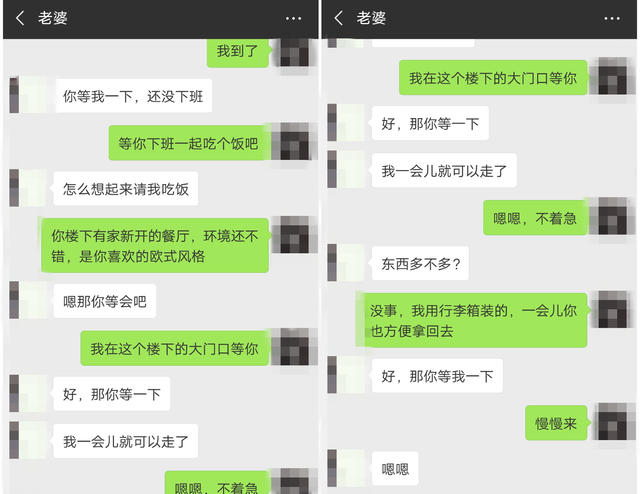 老婆
我到了
你等我一下，还没下班
等你下班一起吃个饭吧
怎么想起来请我吃饭
你楼下有家新开的餐厅，环境还不
错，是你喜欢的欧式风格
嗯那你等会吧
我在这个楼下的大门口等你
好，那你等一下
我一会儿就可以走了
嗯嗯，不着急
老婆
我在这个楼下的大门口等你
好，那你等一下
我一会儿就可以走了
嗯嗯，不着急
东西多不多？
没事，我用行李箱装的，一会儿你
也方便拿回去
好，那你等我一下
慢慢来
嗯嗯